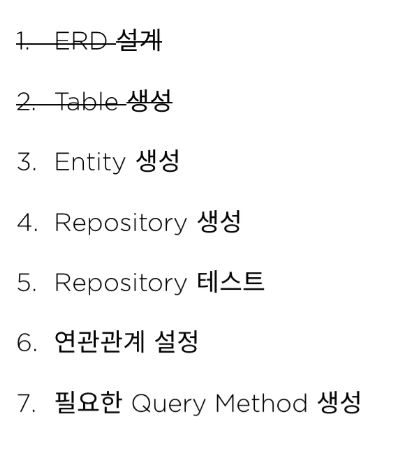 1. ERD 설계
2. Table 생성
3. Entity 생성
4. Repository 생성
5. Repository 테스트
6. 연관관계 설정
7. 필요한 Query Method 생성